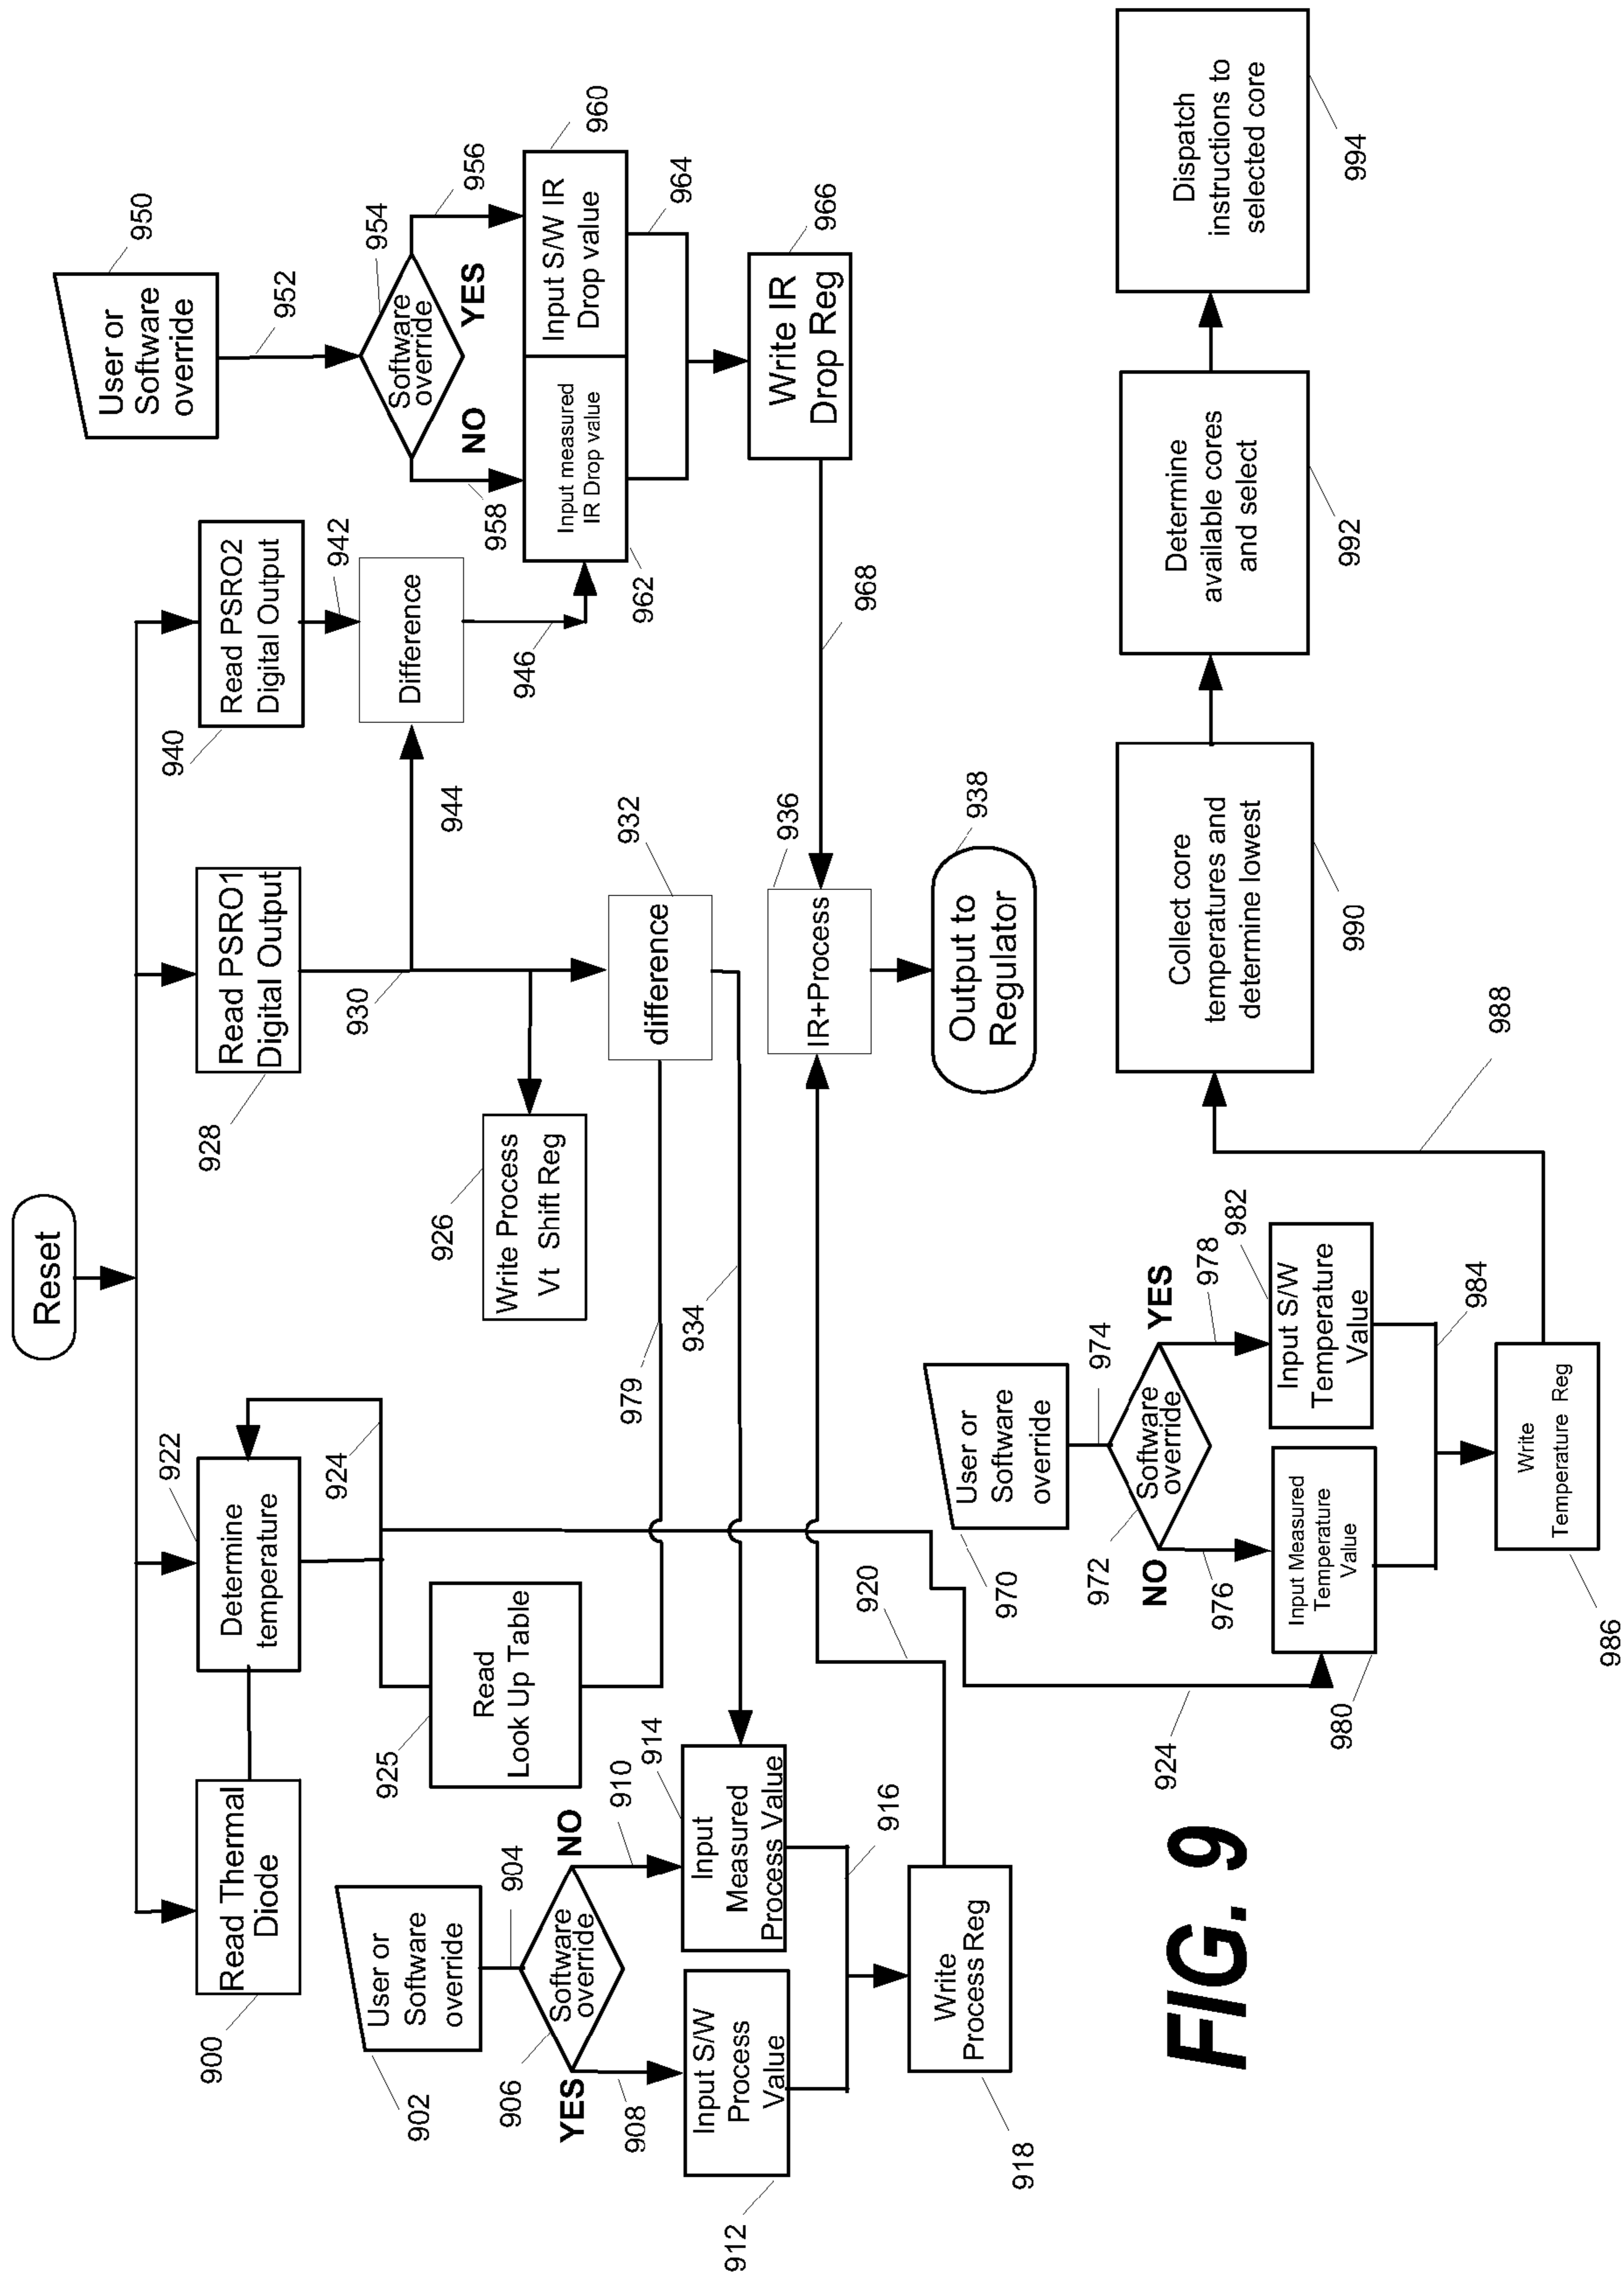 Reset
900
Read Thermal
Diode
922
Determine
temperature
924
928
Read PSRO1
Digital Output
930
940
Read PSRO2
Digital Output
942
Difference
944
946
950
User or
Software
override
952
954
Software
override
NO
YES
956
958
960
Input S/W IR
Drop value
Input measured
IR Drop value
962
964
966
Write IR
Drop Reg
968
902
User or
Software
override
904
906
Software
override
YES
NO
908
910
912
Input S/W
Process
Value
914
Input
Measured
Process Value
916
918
Write
Process Reg
920
925
Read
Look Up Table
926
Write Process
Vt Shift Reg
979
934
932
difference
936
IR+Process
938
Output to
Regulator
970
User or
Software
override
974
972
Software
override
NO
YES
976
978
980
Input Measured
Temperature
Value
982
Input S/W
Temperature
Value
984
924
986
Write
Temperature Reg
988
990
Collect core
temperatures and
determine lowest
992
Determine
available cores
and select
994
Dispatch
instructions to
selected core
FIG. 9